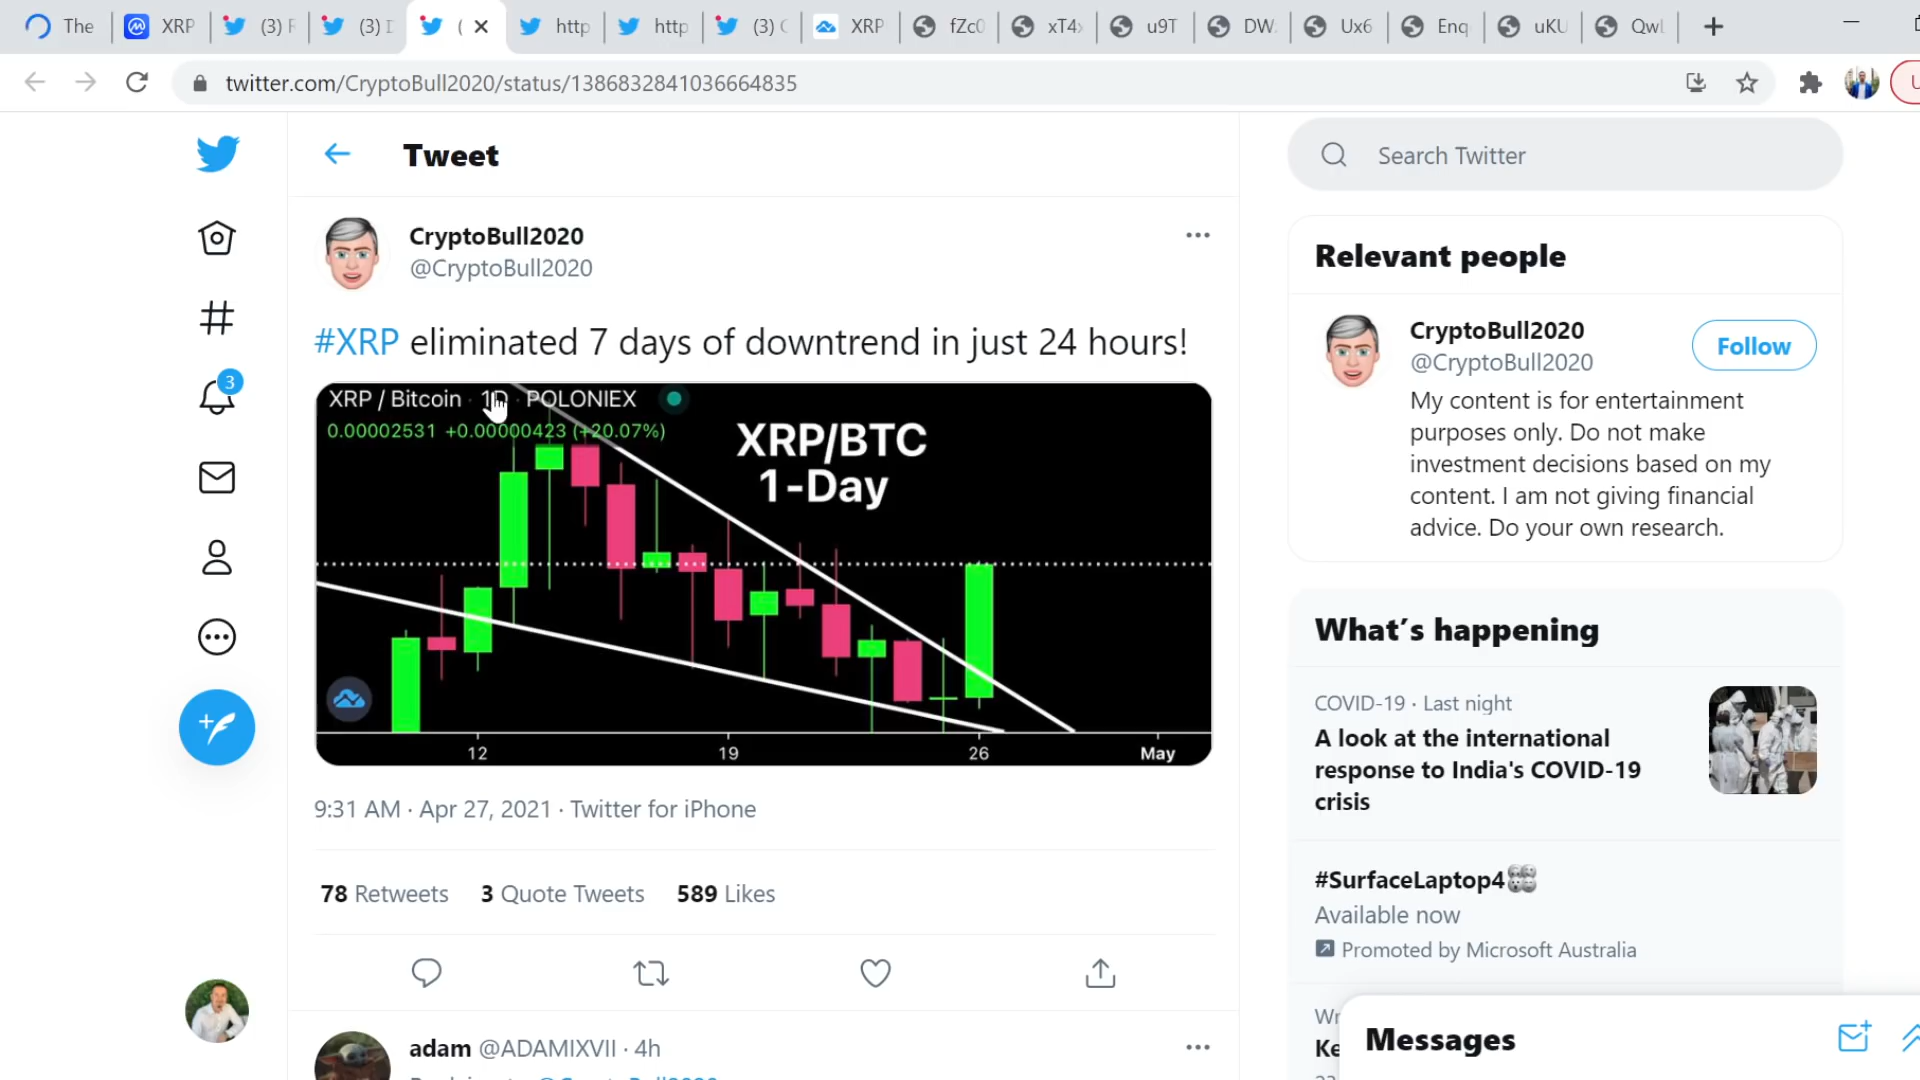 The
XRP
(3) F
(3) I
(
http
http
(3) C
XRP
fZc0
xT4
u9T
DW
Ux6
Enq
uKU
Qwl
twitter.com/CryptoBull2020/status/1386832841036664835
Tweet
Search Twitter
CryptoBull2020
@CryptoBull2020
#XRP eliminated 7 days of downtrend in just 24 hours!
XRP / Bitcoin · 1D · POLONIEX
0.00002531 +0.00000423 (+20.07%)
XRP/BTC
1-Day
12 19 26 May
9:31 AM · Apr 27, 2021 · Twitter for iPhone
78 Retweets 3 Quote Tweets 589 Likes
adam @ADAMIXVII · 4h
3
Relevant people
CryptoBull2020
@CryptoBull2020
Follow
My content is for entertainment
purposes only. Do not make
investment decisions based on my
content. I am not giving financial
advice. Do your own research.
What's happening
COVID-19 · Last night
A look at the international
response to India's COVID-19
crisis
#SurfaceLaptop4
Available now
Promoted by Microsoft Australia
Wr
Ke
Messages